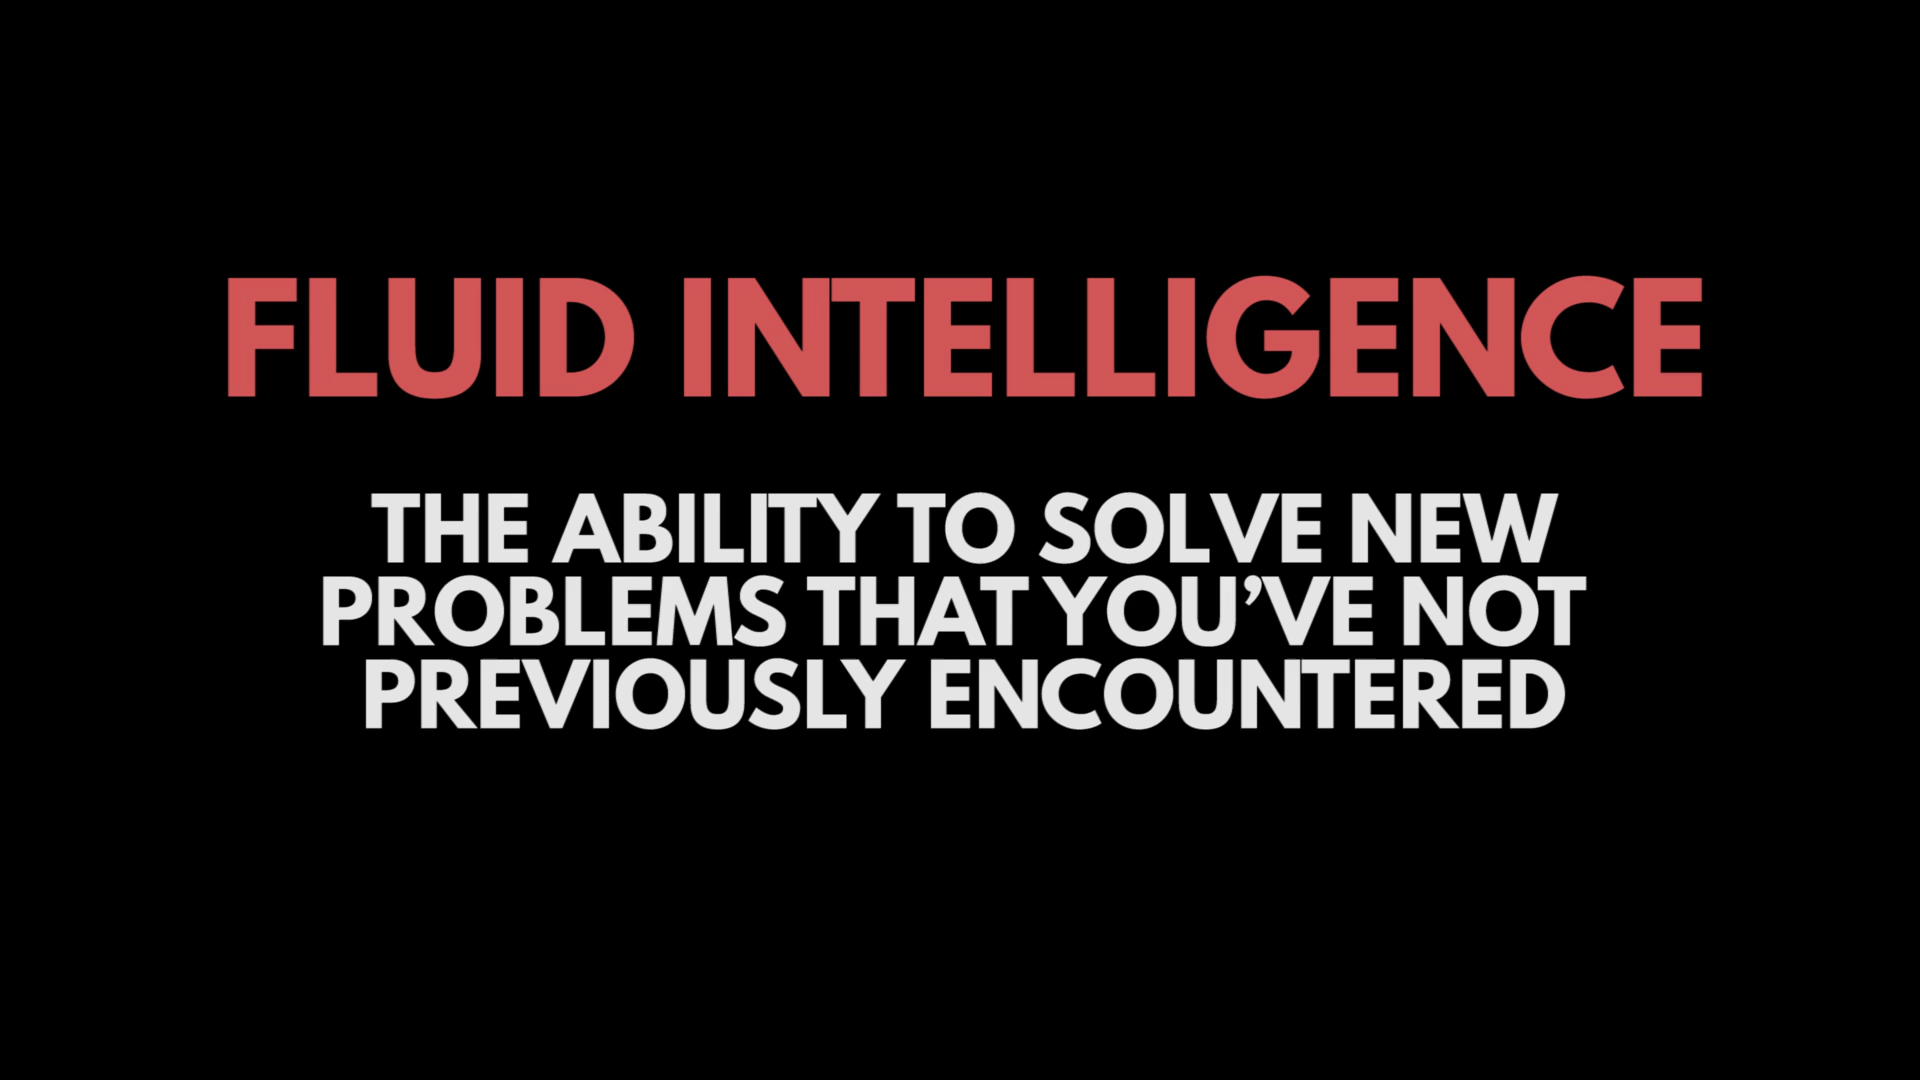 FLUID INTELLIGENCE
THE ABILITY TO SOLVE NEW
PROBLEMS THAT YOU’VE NOT
PREVIOUSLY ENCOUNTERED